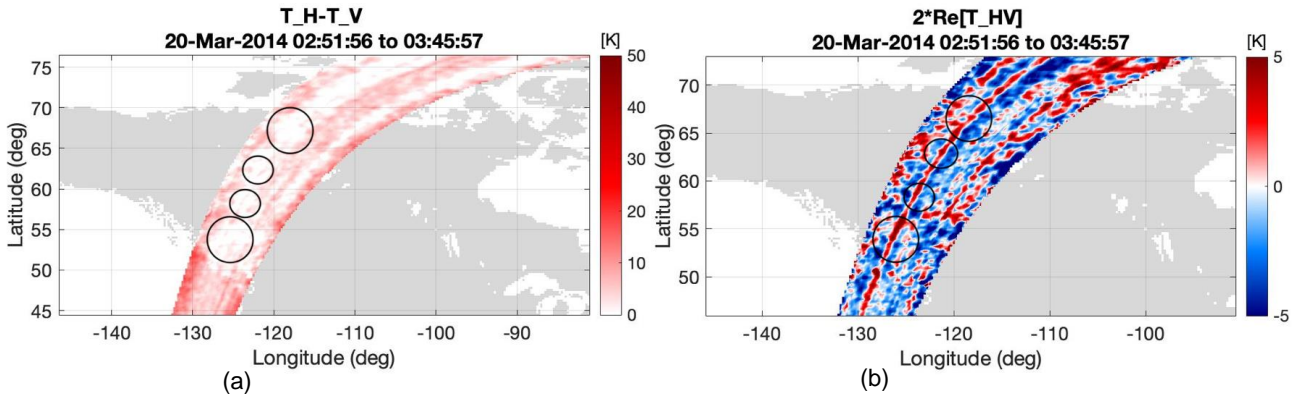 T_H-T_V
20-Mar-2014 02:51:56 to 03:45:57
[K]
50
40
30
20
10
0
75
70
65
60
55
50
45
Latitude (deg)
-140 -130 -120 -110 -100 -90
Longitude (deg)
(a)
2*Re[T_HV]
20-Mar-2014 02:51:56 to 03:45:57
[K]
5
0
-5
70
65
60
55
50
Latitude (deg)
-140 -130 -120 -110 -100
Longitude (deg)
(b)